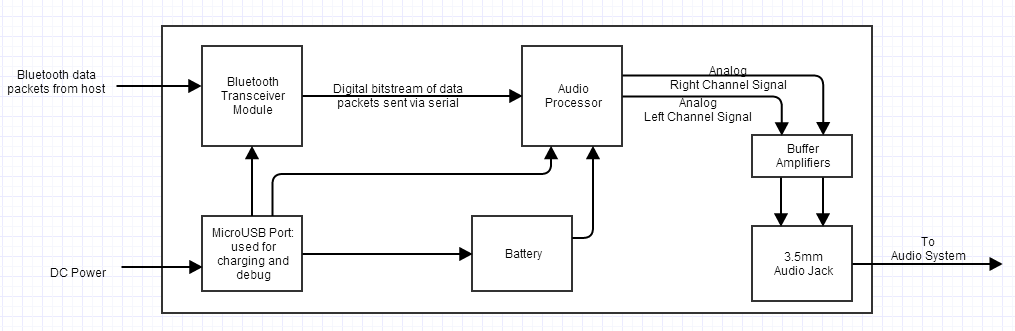 Bluetooth data
packets from host
Bluetooth
Transceiver
Module
Digital bitstream of data
packets sent via serial
Audio
Processor
Analog
Right Channel Signal
Analog
Left Channel Signal
Buffer
Amplifiers
DC Power
MicroUSB Port:
used for
charging and
debug
Battery
3.5mm
Audio Jack
To
Audio System